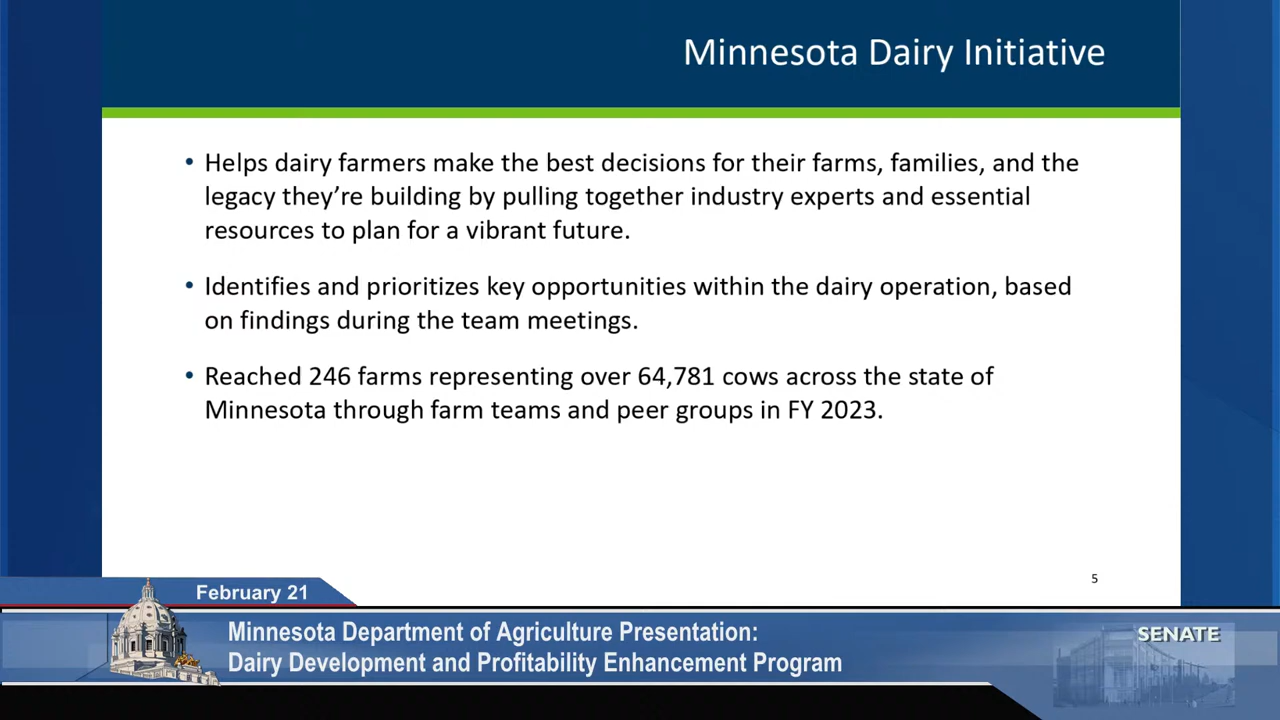 Minnesota Dairy Initiative
• Helps dairy farmers make the best decisions for their farms, families, and the
legacy they’re building by pulling together industry experts and essential
resources to plan for a vibrant future.
• Identifies and prioritizes key opportunities within the dairy operation, based
on findings during the team meetings.
• Reached 246 farms representing over 64,781 cows across the state of
Minnesota through farm teams and peer groups in FY 2023.
5
February 21
Minnesota Department of Agriculture Presentation:
Dairy Development and Profitability Enhancement Program
SENATE